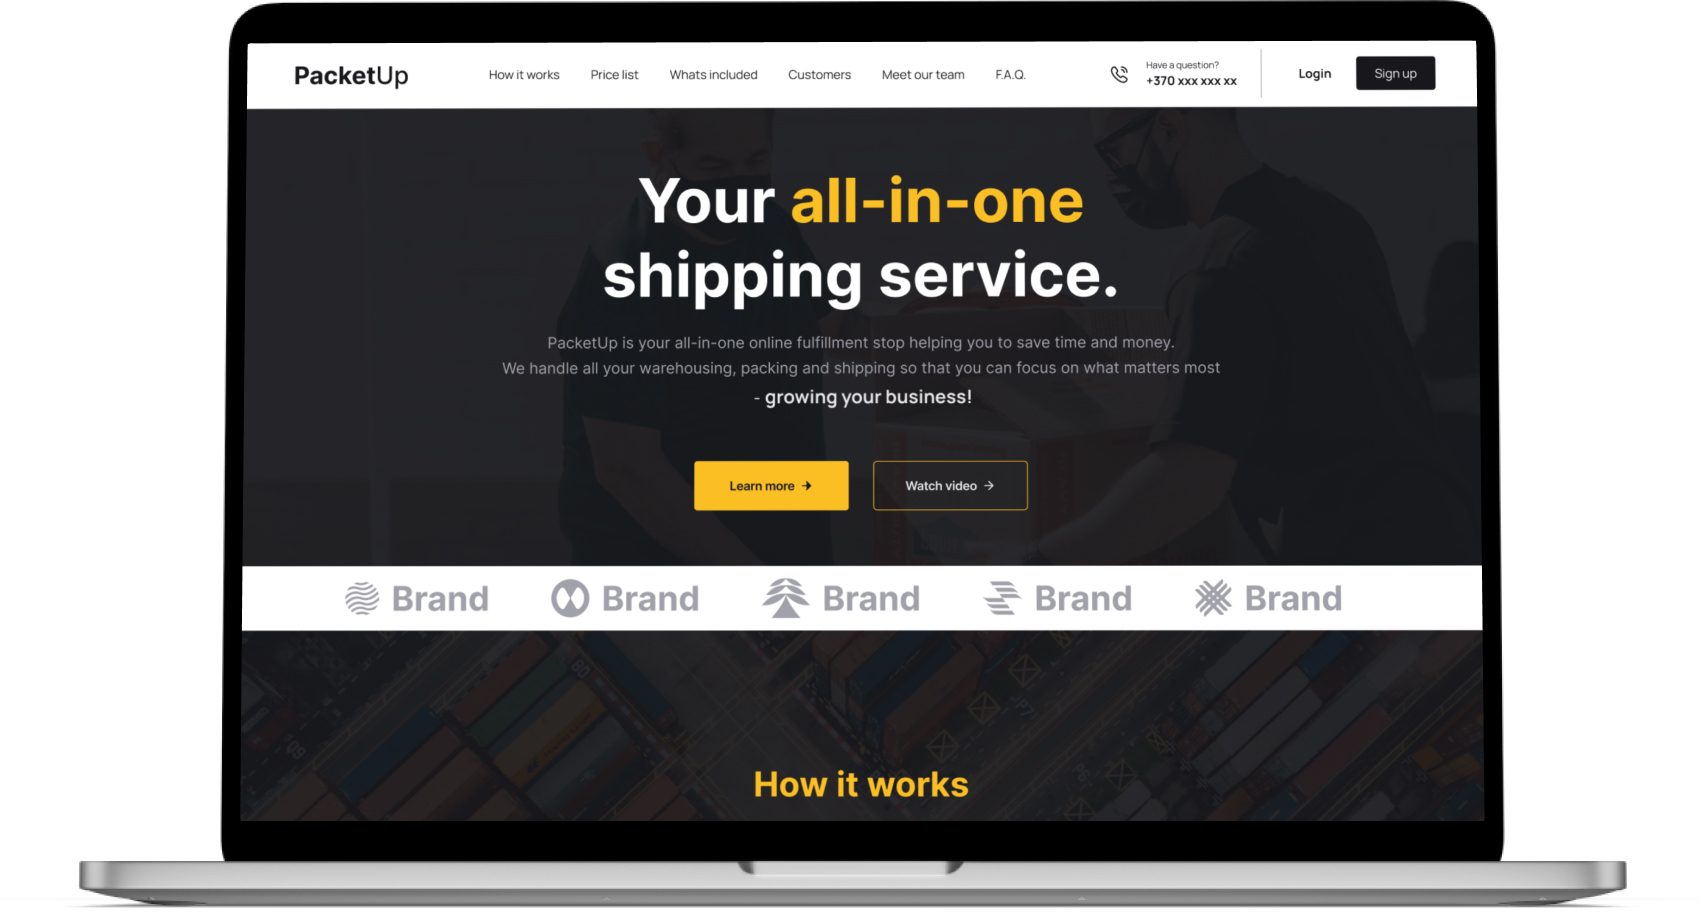 PacketUp
How it works
Price list
Whats included
Customers
Meet our team
F.A.Q.
Have a question?
+370 xxx xxx xx
Login
Sign up
Your all-in-one
shipping service.
PacketUp is your all-in-one online fulfillment stop helping you to save time and money.
We handle all your warehousing, packing and shipping so that you can focus on what matters most
- growing your business!
Learn more →
Watch video →
Brand
Brand
Brand
Brand
Brand
80
P7
P6
How it works